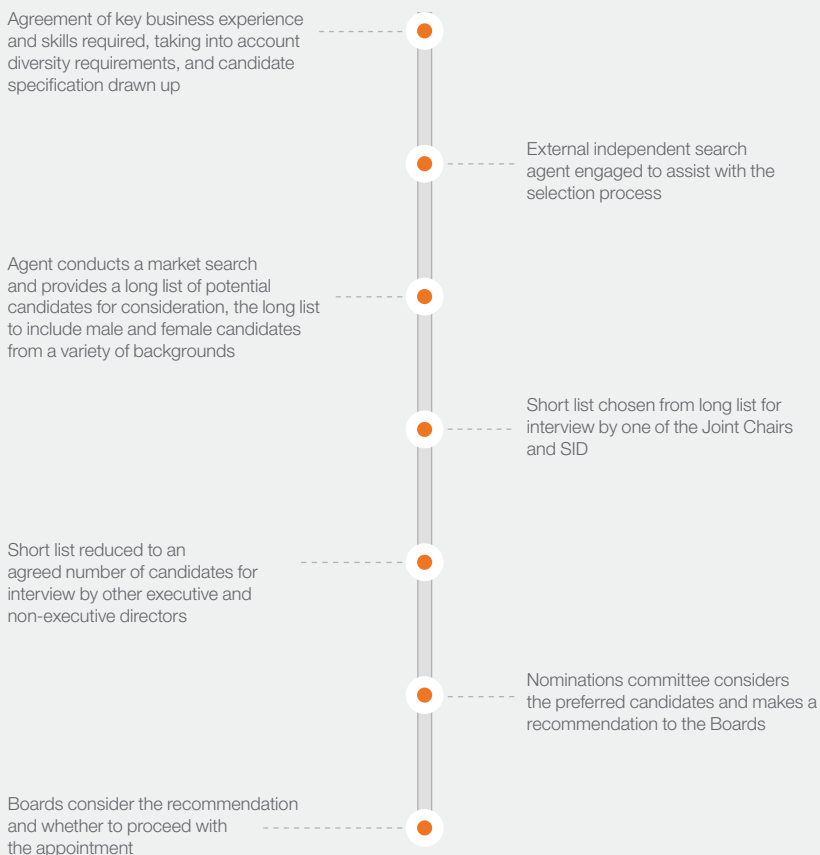 Agreement of key business experience
and skills required, taking into account
diversity requirements, and candidate
specification drawn up
External independent search
agent engaged to assist with the
selection process
Agent conducts a market search
and provides a long list of potential
candidates for consideration, the long list
to include male and female candidates
from a variety of backgrounds
Short list chosen from long list for
interview by one of the Joint Chairs
and SID
Short list reduced to an
agreed number of candidates for
interview by other executive and
non-executive directors
Nominations committee considers
the preferred candidates and makes a
recommendation to the Boards
Boards consider the recommendation
and whether to proceed with
the appointment